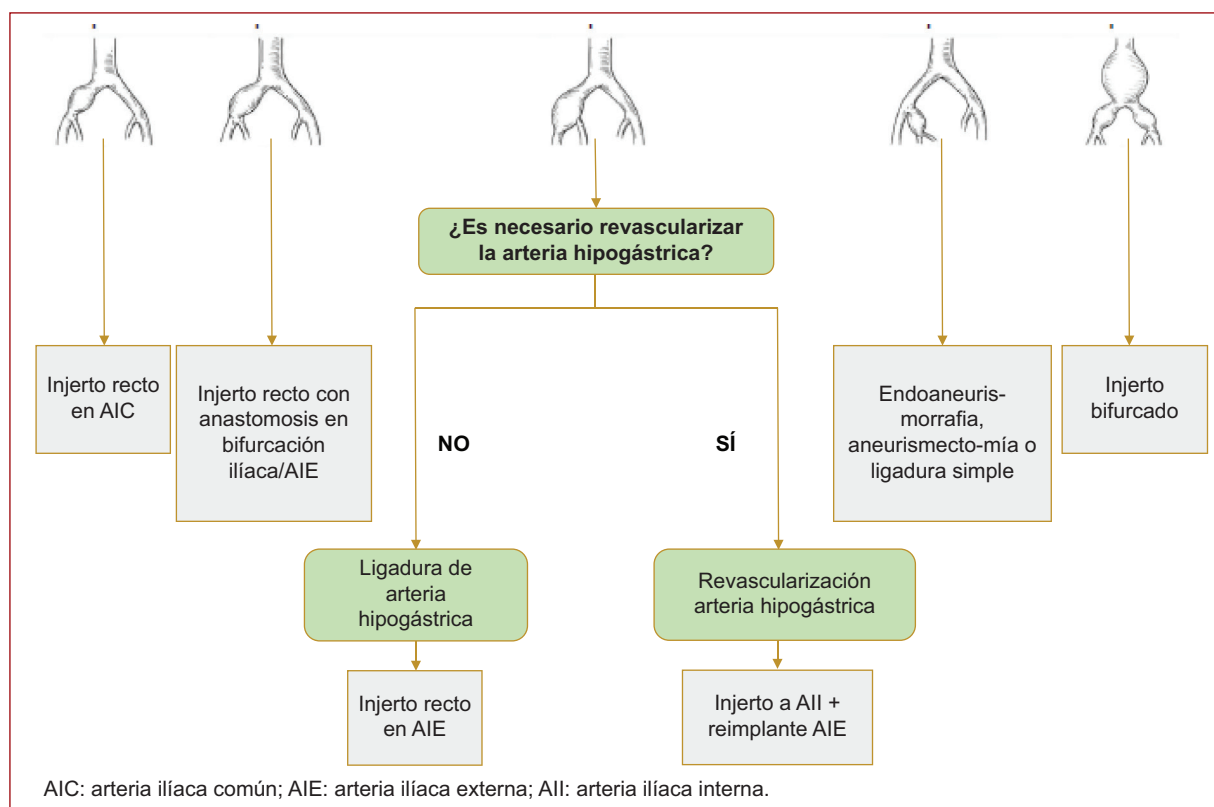 ¿Es necesario revascularizar
la arteria hipogástrica?
Injerto recto
en AIC
Injerto recto con
anastomosis en
bifurcación
ilíaca/AIE
NO
SÍ
Endoaneuris-
morrafia,
aneurismecto-mía o
ligadura simple
Injerto
bifurcado
Ligadura de
arteria
hipogástrica
Revascularización
arteria hipogástrica
Injerto recto
en AIE
Injerto a AII +
reimplante AIE
AIC: arteria ilíaca común; AIE: arteria ilíaca externa; AII: arteria ilíaca interna.